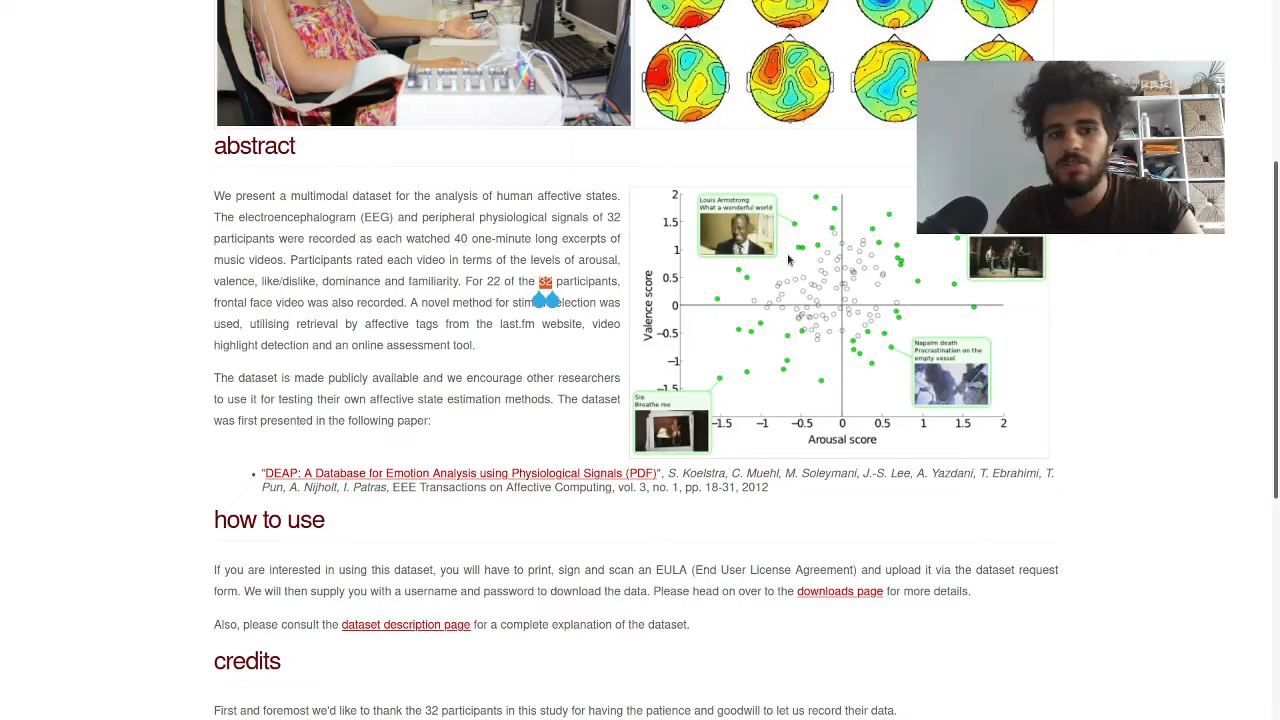 abstract
We present a multimodal dataset for the analysis of human affective states.
The electroencephalogram (EEG) and peripheral physiological signals of 32
participants were recorded as each watched 40 one-minute long excerpts of
music videos. Participants rated each video in terms of the levels of arousal,
valence, like/dislike, dominance and familiarity. For 22 of the 32 participants,
frontal face video was also recorded. A novel method for stim election was
used, utilising retrieval by affective tags from the last.fm website, video
highlight detection and an online assessment tool.
The dataset is made publicly available and we encourage other researchers
to use it for testing their own affective state estimation methods. The dataset
was first presented in the following paper:
Valence score
2
1.5
1
0.5
0
−0.5
−1
−1.5
Louis Armstrong
What a wonderful world
Napalm death
Procrastination on the
empty vessel
Sia
Breathe me
−1.5
−1
−0.5
0
0.5
1
1.5
2
Arousal score
• "DEAP: A Database for Emotion Analysis using Physiological Signals (PDF)", S. Koelstra, C. Muehl, M. Soleymani, J.-S. Lee, A. Yazdani, T. Ebrahimi, T.
Pun, A. Nijholt, I. Patras, EEE Transactions on Affective Computing, vol. 3, no. 1, pp. 18-31, 2012
how to use
If you are interested in using this dataset, you will have to print, sign and scan an EULA (End User License Agreement) and upload it via the dataset request
form. We will then supply you with a username and password to download the data. Please head on over to the downloads page for more details.
Also, please consult the dataset description page for a complete explanation of the dataset.
credits
First and foremost we'd like to thank the 32 participants in this study for having the patience and goodwill to let us record their data.